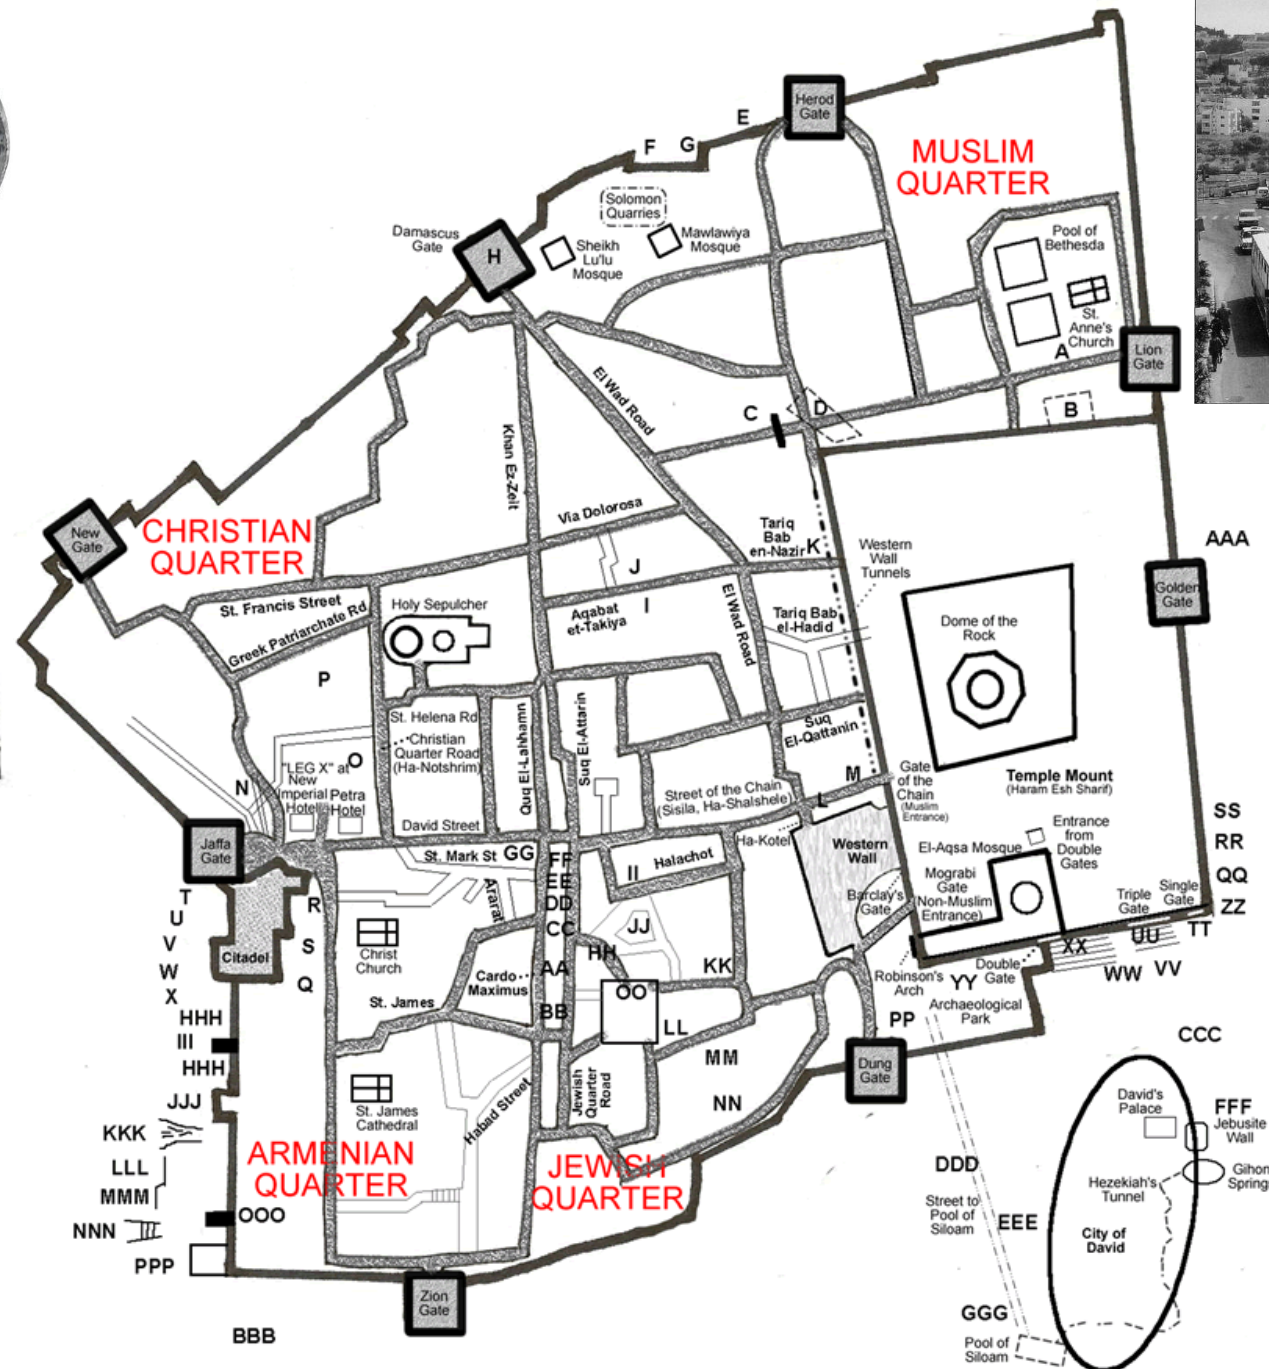 Herod
Gate
E
F
G
MUSLIM
QUARTER
Solomon
Quarries
Damascus
Gate
H
Sheikh
Lu'lu
Mosque
Mawlawiya
Mosque
Pool of
Bethesda
St.
Anne's
Church
A
Lion
Gate
El Wad Road
C
D
B
Khan Ez-Zeit
New
Gate
CHRISTIAN
QUARTER
Via Dolorosa
Tariq
Bab
en-Nazir
K
Western
Wall
Tunnels
AAA
J
I
Golden
Gate
St. Francis Street
Greek Patriarchate Rd
Holy Sepulcher
Aqabat
et-Takiya
El Wad Road
Tariq Bab
el-Hadid
Dome of the
Rock
P
St. Helena Rd
Christian
Quarter Road
(Ha-Notshrim)
Quq El-Lahhamn
Suq El-Attarin
Suq
El-Qattanin
"LEG X" at
O
New
Imperial
Hotel
Petra
Hotel
N
M
Gate
of the
Chain
(Muslim
Entrance)
Temple Mount
(Haram Esh Sharif)
Street of the Chain
(Sisila, Ha-Shalshele)
L
David Street
SS
RR
QQ
ZZ
Jaffa
Gate
St. Mark St
GG
FF
EE
DD
CC
AA
BB
II
Halachot
Ha-Kotel
Western
Wall
El-Aqsa Mosque
Entrance
from
Double
Gates
Mograbi
Gate
Non-Muslim
Entrance)
Barclay's
Gate
Triple
Gate
Single
Gate
T
U
V
W
X
R
S
Q
Ararat
Citadel
Christ
Church
JJ
HH
KK
Cardo
Maximus
OO
LL
St. James
Robinson's
Arch
Double
Gate
XX
UU
TT
YY
WW
VV
Archaeological
Park
PP
HHH
III
HHH
JJJ
MM
NN
Dung
Gate
CCC
St. James
Cathedral
Habad Street
Jewish
Quarter
Road
David's
Palace
FFF
Jebusite
Wall
KKK
LLL
MMM
NNN
OOO
PPP
ARMENIAN
QUARTER
JEWISH
QUARTER
DDD
Street to
Pool of
Siloam
EEE
Hezekiah's
Tunnel
Gihon
Springs
City of
David
Zion
Gate
BBB
GGG
Pool of
Siloam